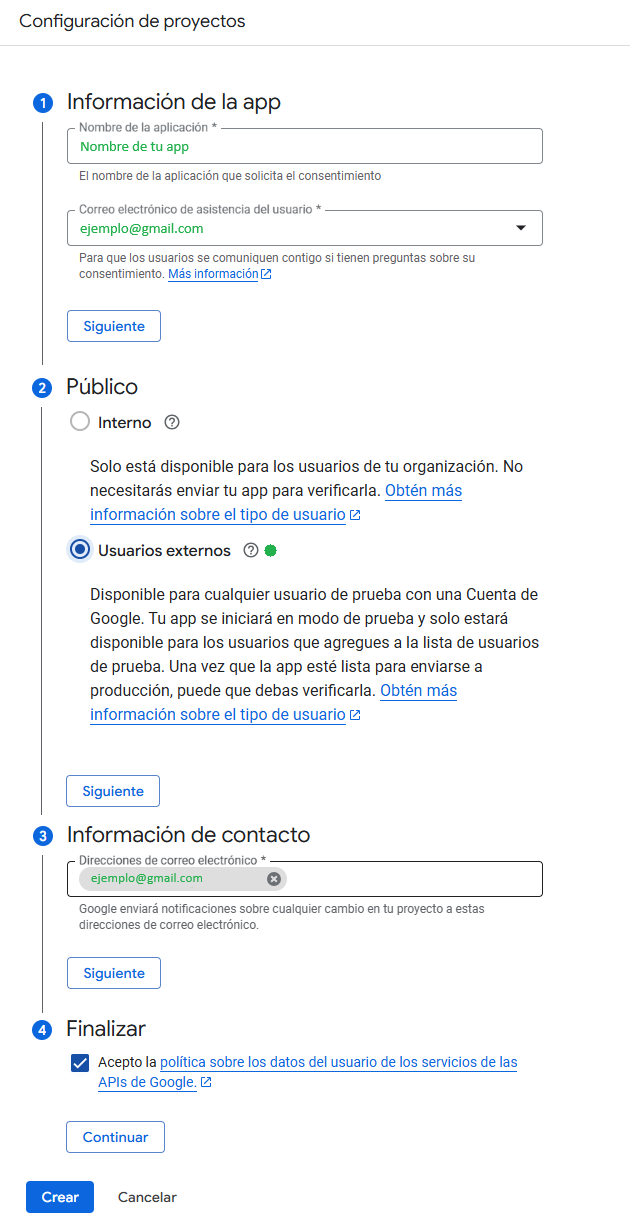 Configuración de proyectos
1 Información de la app
Nombre de la aplicación *
Nombre de tu app
El nombre de la aplicación que solicita el consentimiento
Correo electrónico de asistencia del usuario *
ejemplo@gmail.com
Para que los usuarios se comuniquen contigo si tienen preguntas sobre su
consentimiento. Más información
Siguiente
2 Público
Interno
Solo está disponible para los usuarios de tu organización. No
necesitarás enviar tu app para verificarla. Obtén más
información sobre el tipo de usuario
Usuarios externos
Disponible para cualquier usuario de prueba con una Cuenta de
Google. Tu app se iniciará en modo de prueba y solo estará
disponible para los usuarios que agregues a la lista de usuarios
de prueba. Una vez que la app esté lista para enviarse a
producción, puede que debas verificarla. Obtén más
información sobre el tipo de usuario
Siguiente
3 Información de contacto
Direcciones de correo electrónico *
ejemplo@gmail.com
Google enviará notificaciones sobre cualquier cambio en tu proyecto a estas
direcciones de correo electrónico.
Siguiente
4 Finalizar
Acepto la política sobre los datos del usuario de los servicios de las
APIs de Google.
Continuar
Crear Cancelar